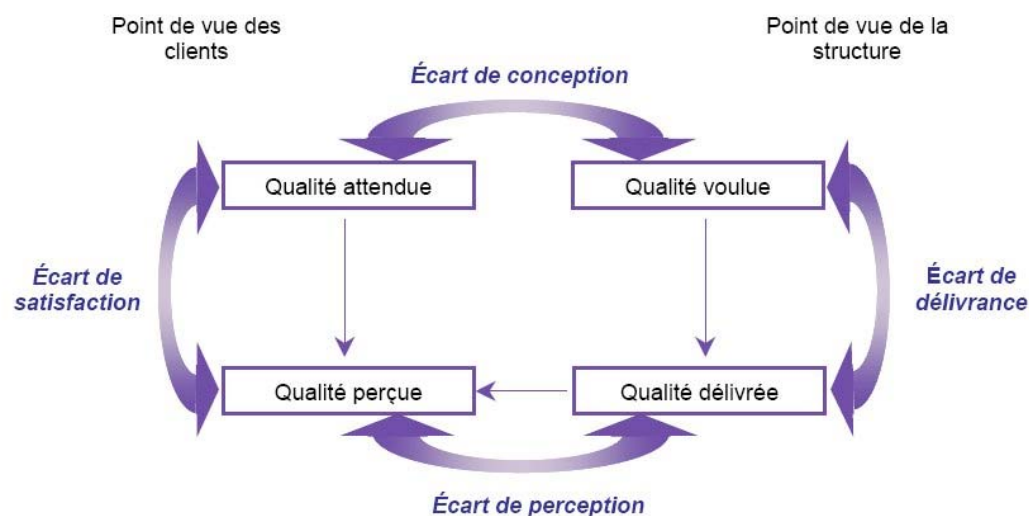 Point de vue des
clients
Point de vue de la
structure
Écart de conception
Qualité attendue
Qualité voulue
Écart de
satisfaction
Écart de
délivrance
Qualité perçue
Qualité délivrée
Écart de perception